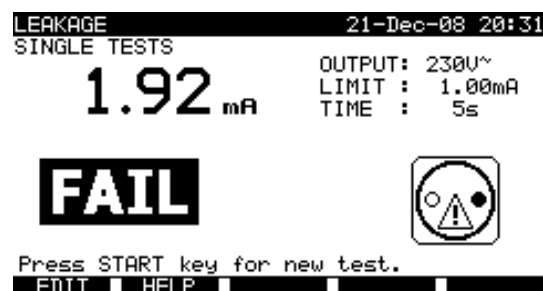 LEAKAGE 21-Dec-08 20:31
SINGLE TESTS
1.92 mA
OUTPUT: 230V~
LIMIT : 1.00mA
TIME : 5s
FAIL
Press START key for new test.
EDIT HELP